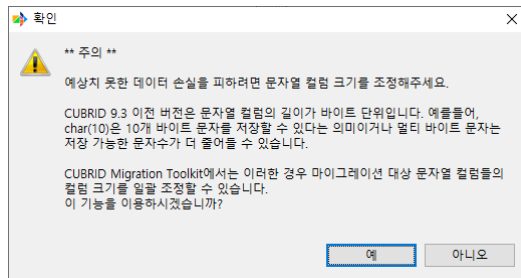 확인
** 주의 **
예상치 못한 데이터 손실을 피하려면 문자열 컬럼 크기를 조정해주세요.
CUBRID 9.3 이전 버전은 문자열 컬럼의 길이가 바이트 단위입니다. 예를들어,
char(10)은 10개 바이트 문자를 저장할 수 있다는 의미이거나 멀티 바이트 문자는
저장 가능한 문자수가 더 줄어들 수 있습니다.
CUBRID Migration Toolkit에서는 이러한 경우 마이그레이션 대상 문자열 컬럼들의
컬럼 크기를 일괄 조정할 수 있습니다.
이 기능을 이용하시겠습니까?
예
아니오